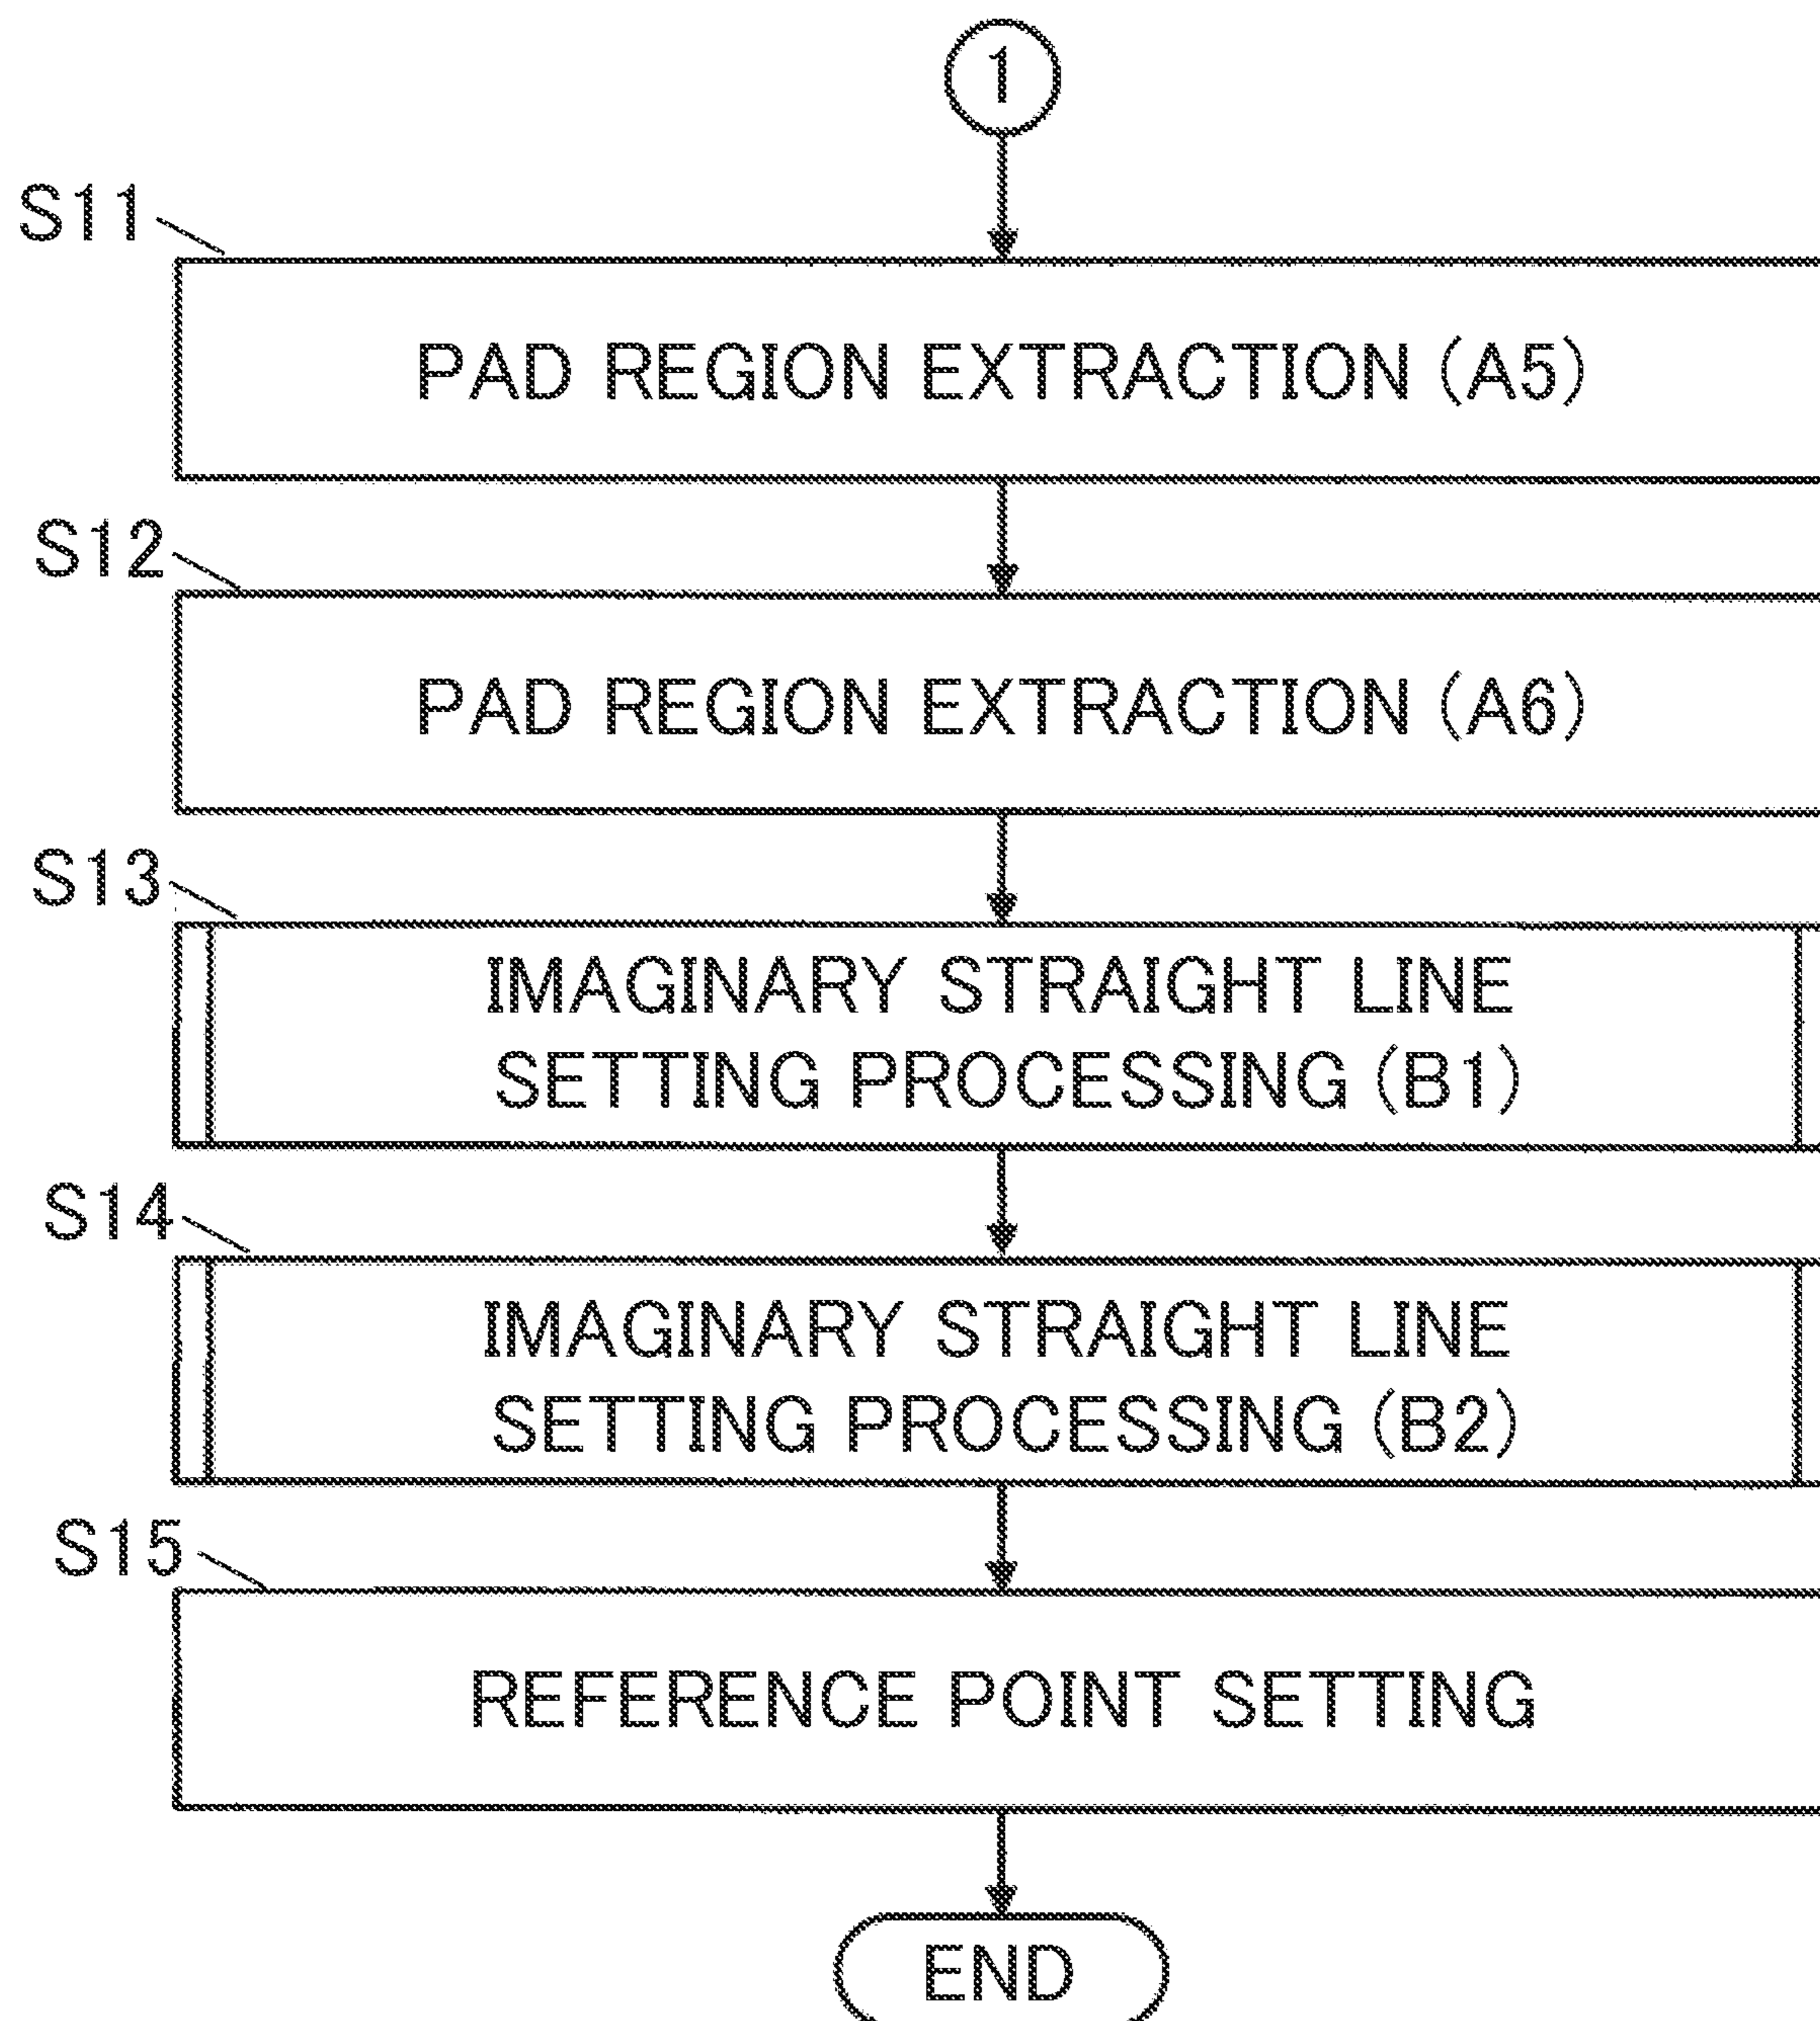 1
S11
PAD REGION EXTRACTION (A5)
S12
PAD REGION EXTRACTION (A6)
S13
IMAGINARY STRAIGHT LINE
SETTING PROCESSING (B1)
S14
IMAGINARY STRAIGHT LINE
SETTING PROCESSING (B2)
S15
REFERENCE POINT SETTING
END